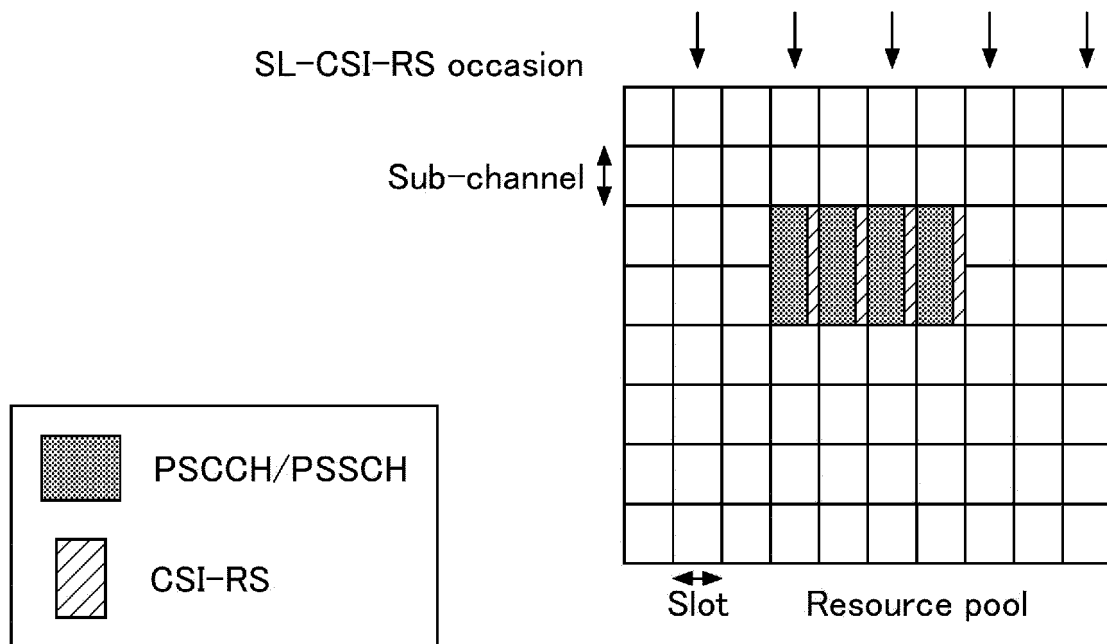 SL-CSI-RS occasion
Sub-channel
PSCCH/PSSCH
CSI-RS
Slot
Resource pool